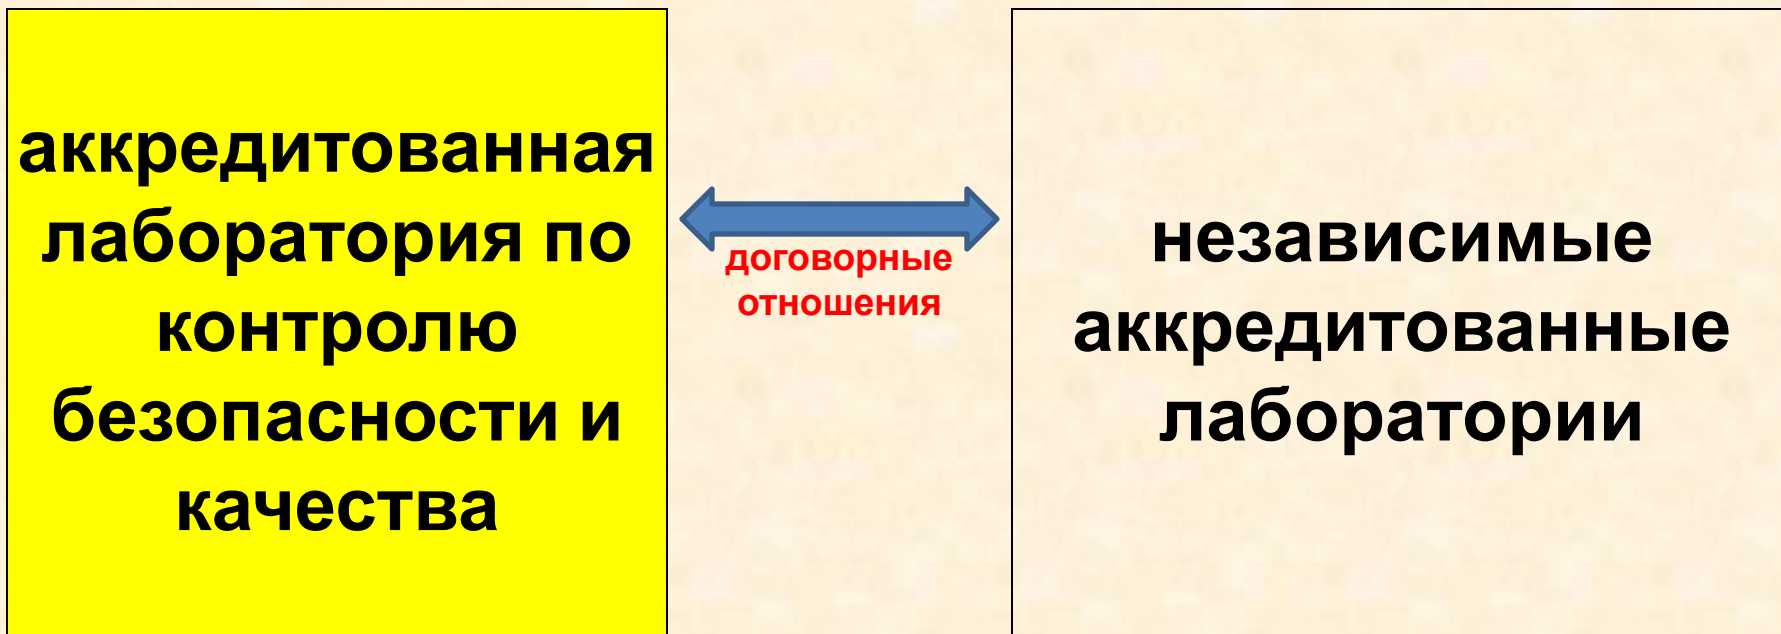 аккредитованная
лаборатория по
контролю
безопасности и
качества
договорные
отношения
независимые
аккредитованные
лаборатории